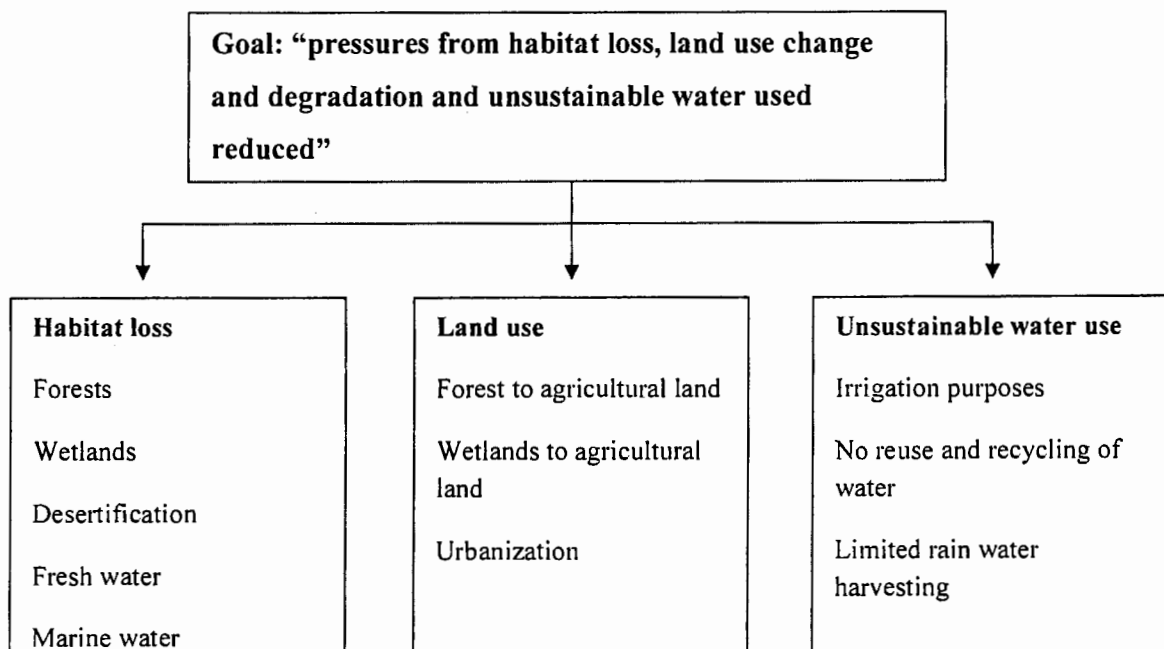 Goal: “pressures from habitat loss, land use change
and degradation and unsustainable water used
reduced”
Habitat loss
Forests
Wetlands
Desertification
Fresh water
Marine water
Land use
Forest to agricultural land
Wetlands to agricultural
land
Urbanization
Unsustainable water use
Irrigation purposes
No reuse and recycling of
water
Limited rain water
harvesting